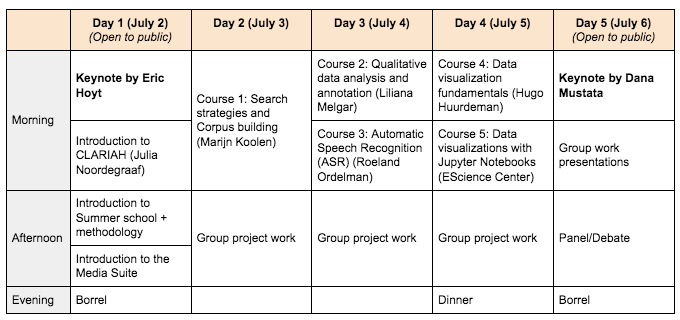 Day 1 (July 2)
(Open to public)
Day 2 (July 3)
Day 3 (July 4)
Day 4 (July 5)
Day 5 (July 6)
(Open to public)
Morning
Keynote by Eric
Hoyt
Introduction to
CLARIAH (Julia
Noordegraaf)
Course 1: Search
strategies and
Corpus building
(Marijn Koolen)
Course 2: Qualitative
data analysis and
annotation (Liliana
Melgar)
Course 3: Automatic
Speech Recognition
(ASR) (Roeland
Ordelman)
Course 4: Data
visualization
fundamentals (Hugo
Huurdeman)
Course 5: Data
visualizations with
Jupyter Notebooks
(EScience Center)
Keynote by Dana
Mustata
Group work
presentations
Afternoon
Introduction to
Summer school +
methodology
Introduction to the
Media Suite
Group project work
Group project work
Group project work
Panel/Debate
Evening
Borrel
Dinner
Borrel